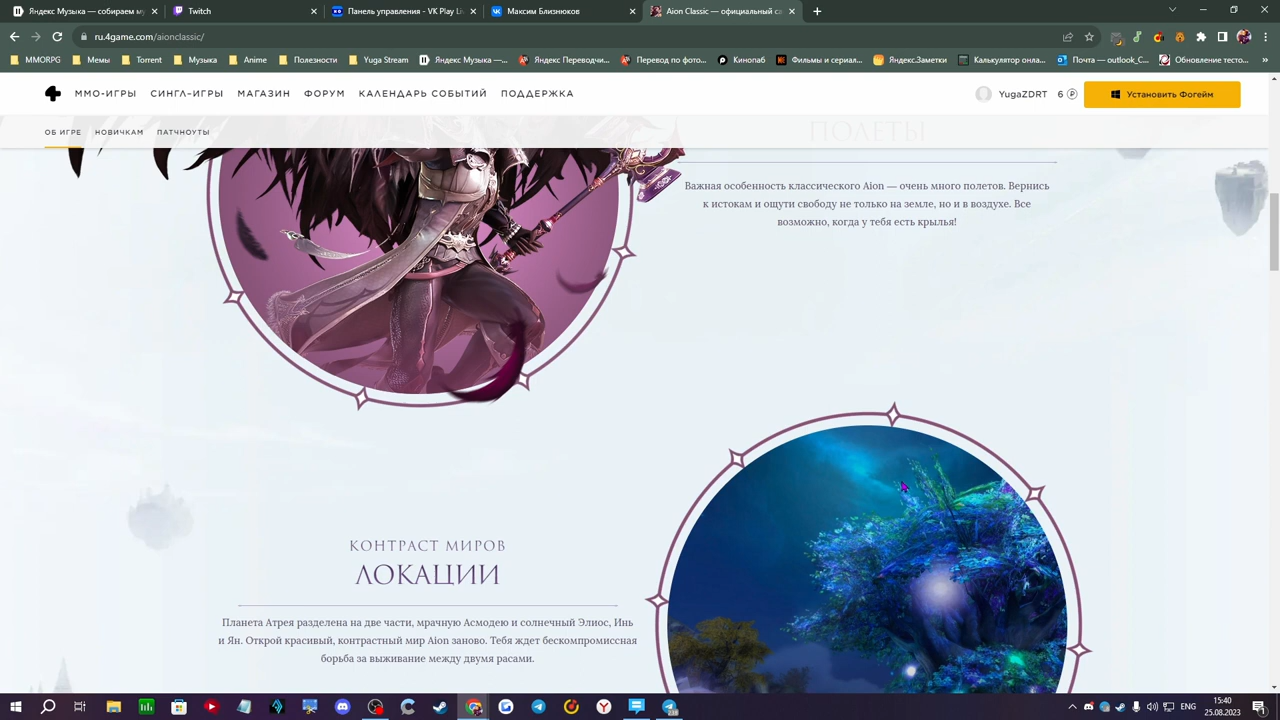 Яндекс Музыка — собираем му
Twitch
Подписчики
Задания - VK Play Live
Максим Бородинков
Aion Classic
ru.4game.com/aionclassic/
MMORPG
Мемы
Torrent
Музыка
Anime
Полезности
Yuga Stream
Яндекс Музыка —...
Яндекс Переводчи...
Перевод по фото...
Кинопаб
Фильмы и сериал...
Яндекс.Заметки
Калькулятор онла...
Почта — outlook_C...
Обновление тесто...
ММО-ИГРЫ
СИНГЛ-ИГРЫ
МАГАЗИН
ФОРУМ
КАЛЕНДАРЬ СОБЫТИЙ
ПОДДЕРЖКА
YugaZDRT
6 ₽
Установить Фогейм
ОБ ИГРЕ
НОВИЧКАМ
ПАТЧНОУТЫ
ПОЛЕТЫ
Важная особенность классического Aion — очень много полетов. Вернись
к истокам и ощути свободу не только на земле, но и в воздухе. Все
возможно, когда у тебя есть крылья!
КОНТРАСТ МИРОВ
ЛОКАЦИИ
Планета Атрея разделена на две части, мрачную Асмодею и солнечный Элиос, Инь
и Ян. Открой красивый, контрастный мир Aion заново. Тебя ждет бескомпромиссная
борьба за выживание между двумя расами.
ENG
15:40
25.08.2023